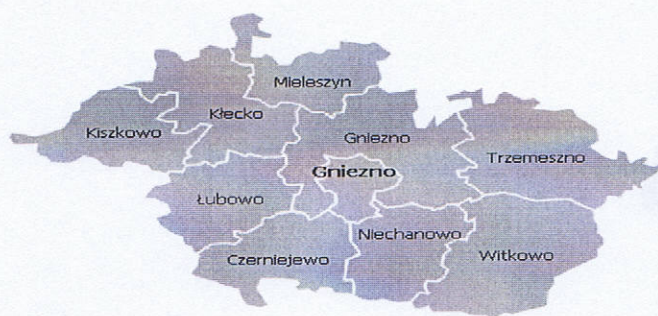 Mieleszyn
Kłecko
Kiszkowo
Gniezno
Trzemeszno
Gniezno
Łubowo
Niechanowo
Czerniejewo
Witkowo